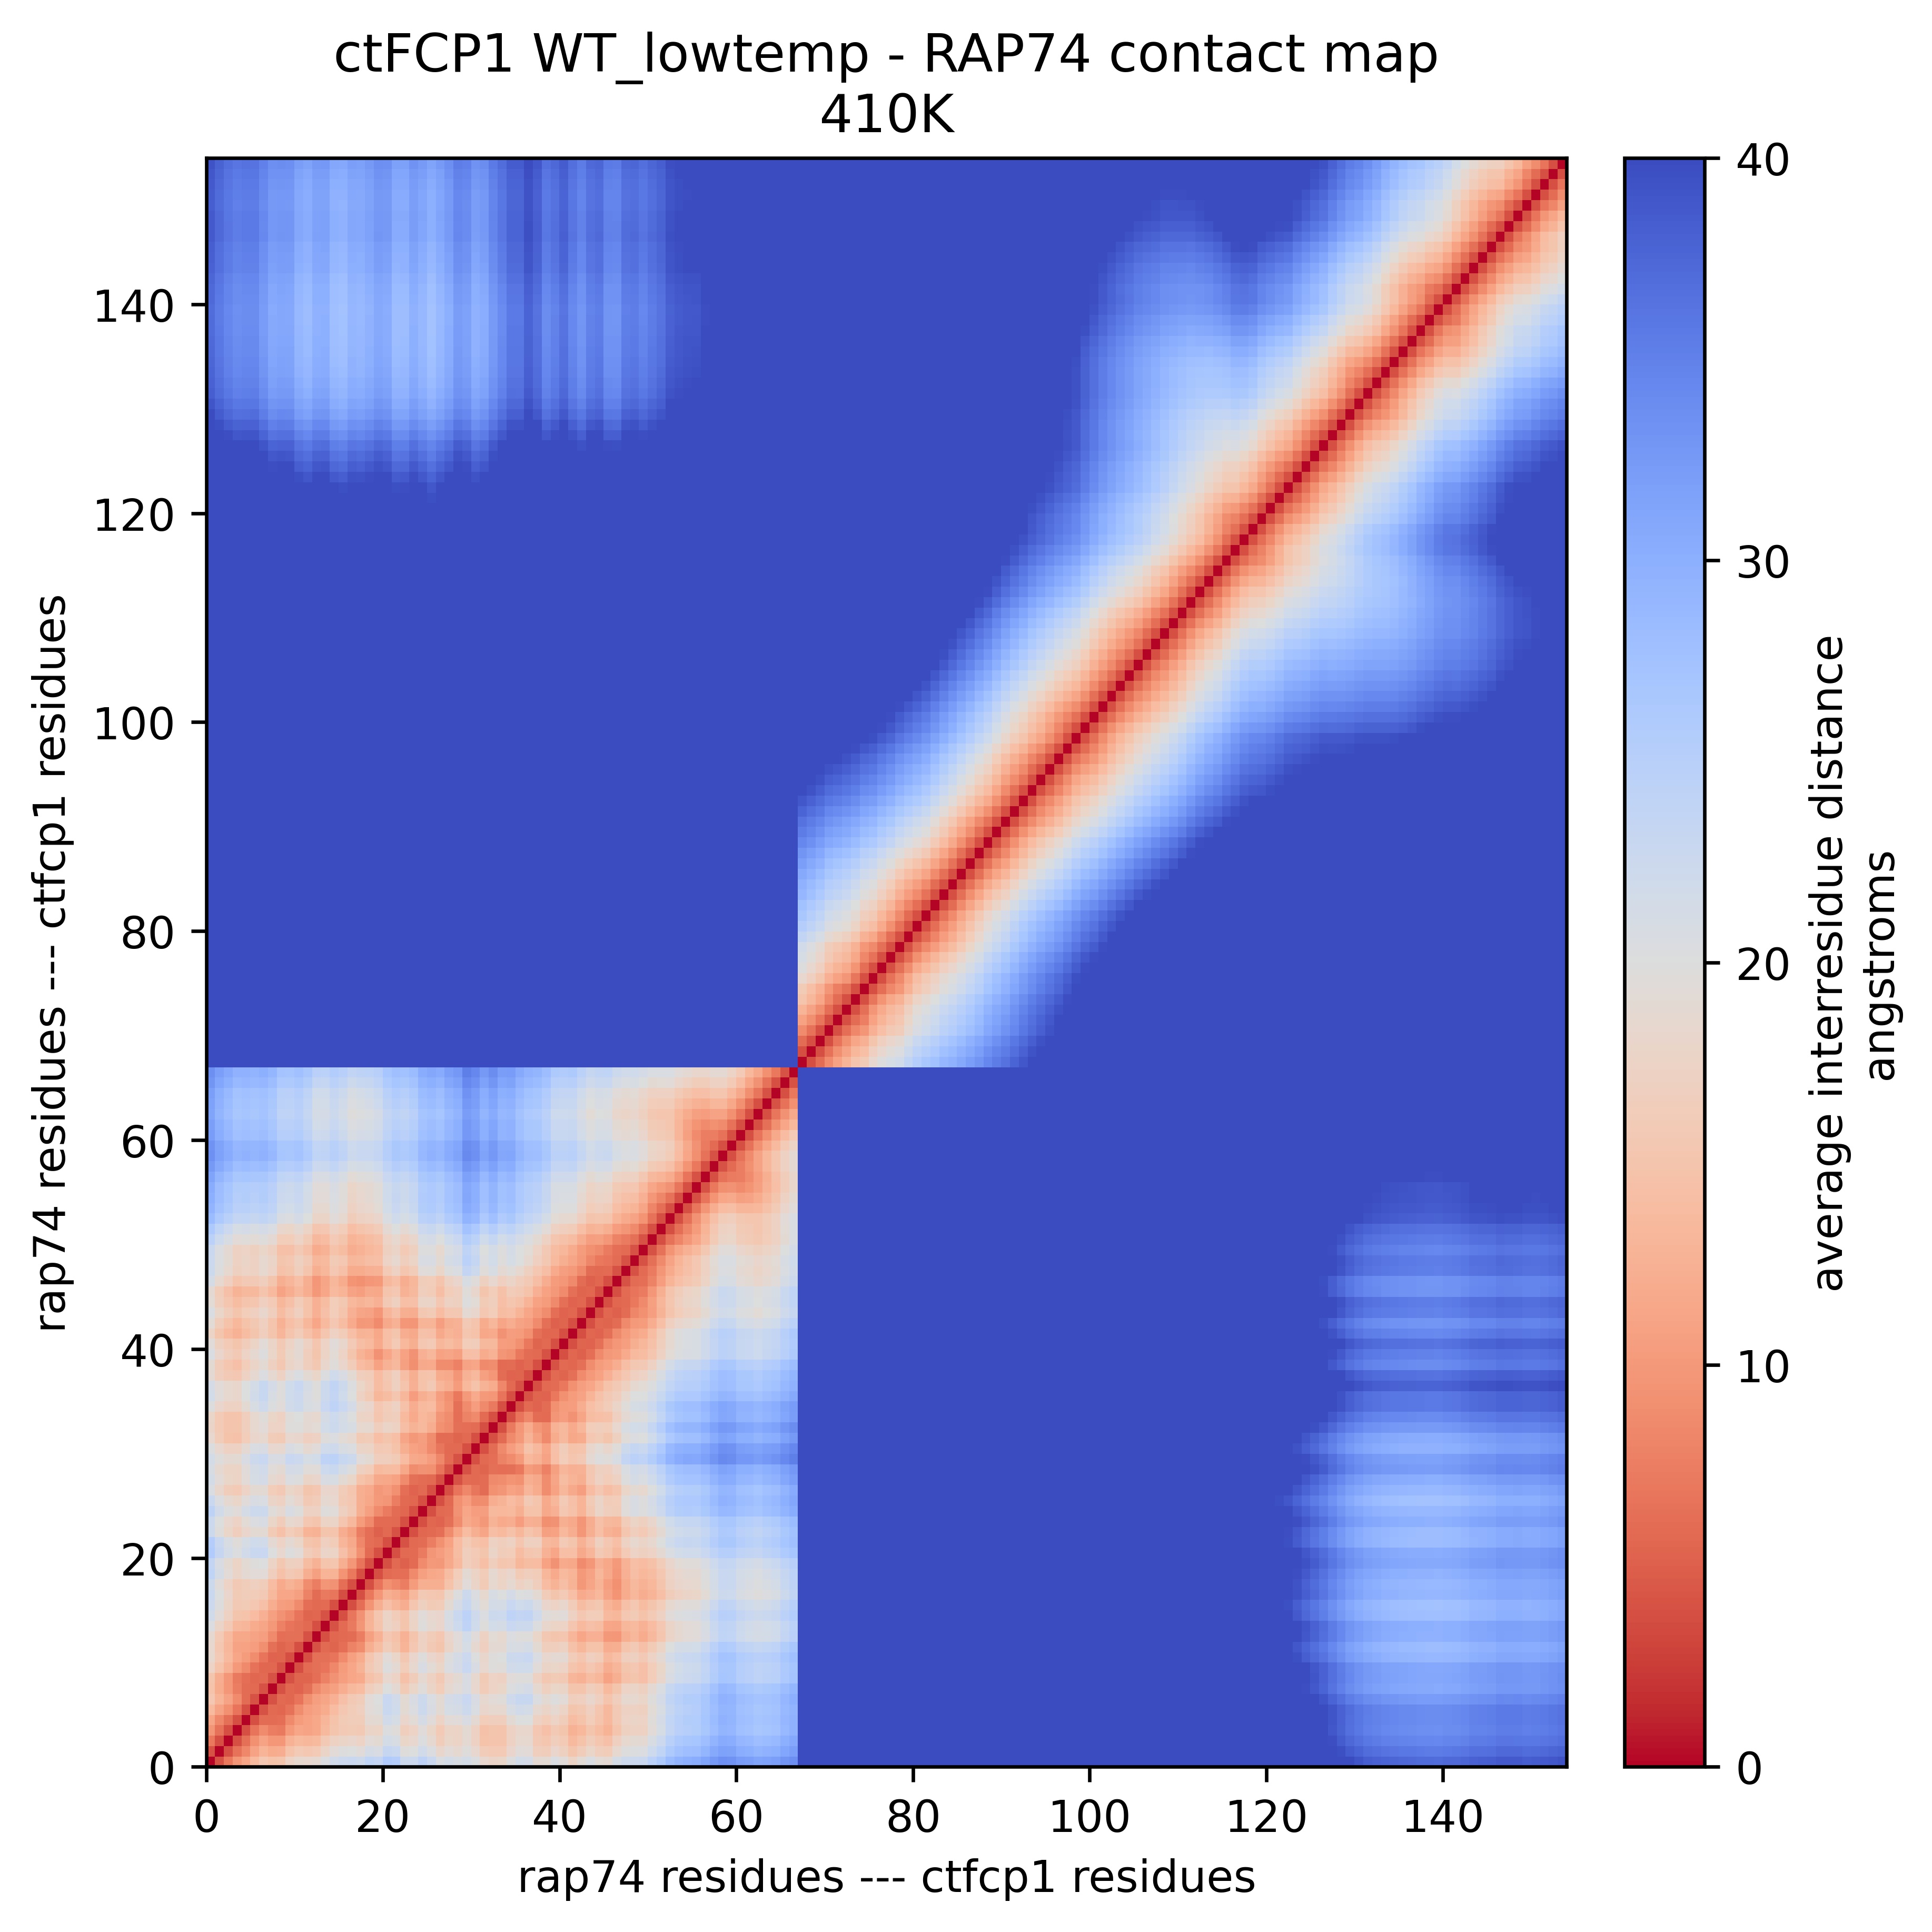 ctFCP1 WT_lowtemp - RAP74 contact map
410K
rap74 residues --- ctfcp1 residues
140
120
100
80
60
40
20
0
0 20 40 60 80 100 120 140
rap74 residues --- ctfcp1 residues
40
30
20
10
0
average interresidue distance
angstroms